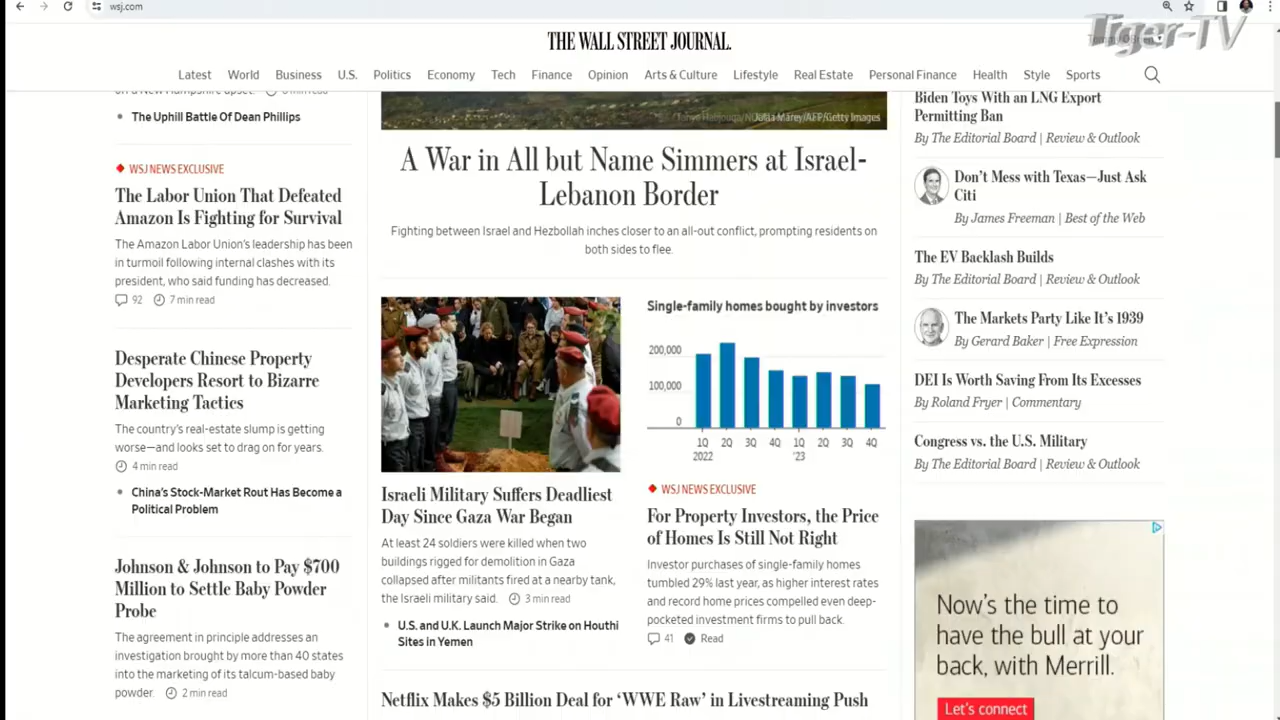 wsj.com
Tiger-TV
THE WALL STREET JOURNAL.
Latest World Business U.S. Politics Economy Tech Finance Opinion Arts & Culture Lifestyle Real Estate Personal Finance Health Style Sports
The Uphill Battle Of Dean Phillips
WSJ NEWS EXCLUSIVE
The Labor Union That Defeated
Amazon Is Fighting for Survival
The Amazon Labor Union's leadership has been
in turmoil following internal clashes with its
president, who said funding has decreased.
92 7 min read
Desperate Chinese Property
Developers Resort to Bizarre
Marketing Tactics
The country's real-estate slump is getting
worse—and looks set to drag on for years.
4 min read
China's Stock-Market Rout Has Become a
Political Problem
Johnson & Johnson to Pay $700
Million to Settle Baby Powder
Probe
The agreement in principle addresses an
investigation brought by more than 40 states
into the marketing of its talcum-based baby
powder. 2 min read
/AFP/Getty Images
A War in All but Name Simmers at Israel-
Lebanon Border
Fighting between Israel and Hezbollah inches closer to an all-out conflict, prompting residents on
both sides to flee.
Israeli Military Suffers Deadliest
Day Since Gaza War Began
At least 24 soldiers were killed when two
buildings rigged for demolition in Gaza
collapsed after militants fired at a nearby tank,
the Israeli military said. 3 min read
U.S. and U.K. Launch Major Strike on Houthi
Sites in Yemen
Single-family homes bought by investors
200,000
100,000
0
1Q 2Q 3Q 4Q 1Q 2Q 3Q 4Q
2022 '23
WSJ NEWS EXCLUSIVE
For Property Investors, the Price
of Homes Is Still Not Right
Investor purchases of single-family homes
tumbled 29% last year, as higher interest rates
and record home prices compelled even deep-
pocketed investment firms to pull back.
41 Read
Netflix Makes $5 Billion Deal for ‘WWE Raw’ in Livestreaming Push
Biden Toys With an LNG Export
Permitting Ban
By The Editorial Board | Review & Outlook
Don't Mess with Texas—Just Ask
Citi
By James Freeman | Best of the Web
The EV Backlash Builds
By The Editorial Board | Review & Outlook
The Markets Party Like It's 1939
By Gerard Baker | Free Expression
DEI Is Worth Saving From Its Excesses
By Roland Fryer | Commentary
Congress vs. the U.S. Military
By The Editorial Board | Review & Outlook
Now's the time to
have the bull at your
back, with Merrill.
Let's connect